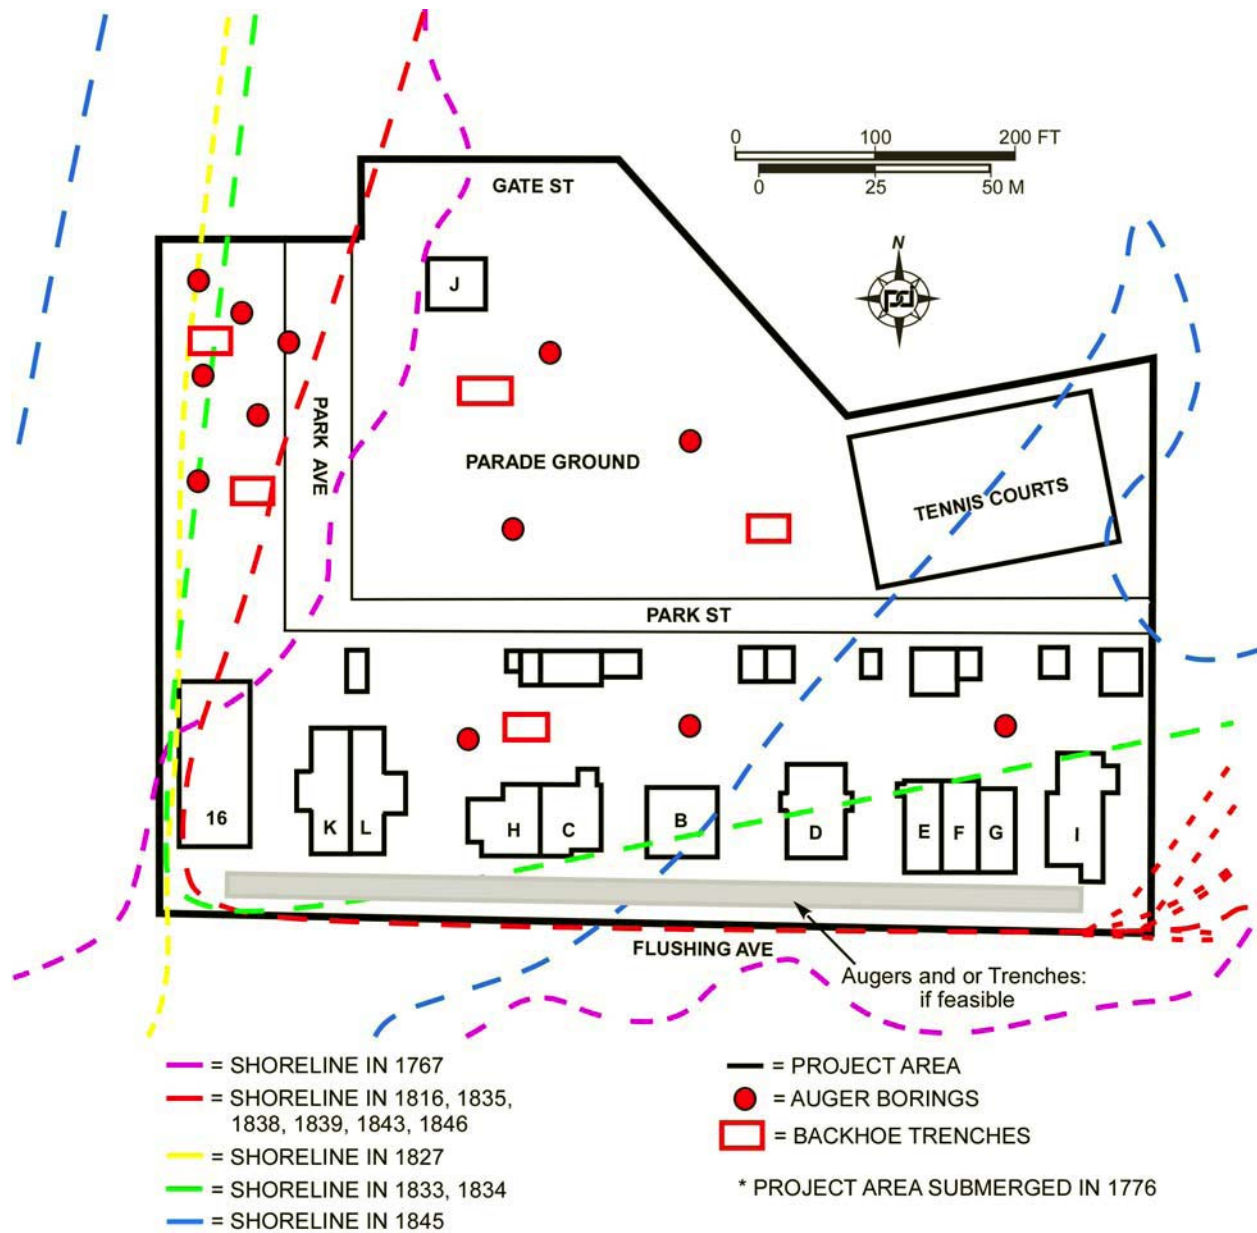 0 100 200 FT
0 25 50 M
GATE ST
N
pci
J
PARK AVE
PARADE GROUND
TENNIS COURTS
PARK ST
16
K
L
H
C
B
D
E
F
G
I
FLUSHING AVE
Augers and or Trenches:
if feasible
= SHORELINE IN 1767
= SHORELINE IN 1816, 1835,
1838, 1839, 1843, 1846
= SHORELINE IN 1827
= SHORELINE IN 1833, 1834
= SHORELINE IN 1845
= PROJECT AREA
= AUGER BORINGS
= BACKHOE TRENCHES
* PROJECT AREA SUBMERGED IN 1776